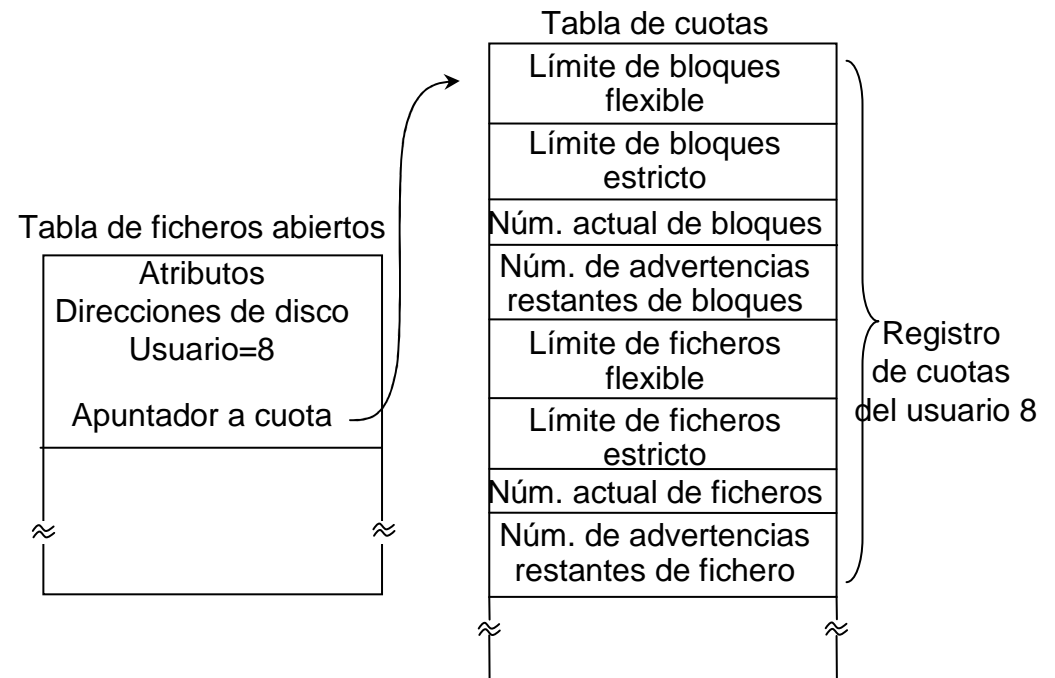 Tabla de cuotas
Límite de bloques
flexible
Límite de bloques
estricto
Núm. actual de bloques
Núm. de advertencias
restantes de bloques
Límite de ficheros
flexible
Límite de ficheros
estricto
Núm. actual de ficheros
Núm. de advertencias
restantes de fichero
Tabla de ficheros abiertos
Atributos
Direcciones de disco
Usuario=8
Apuntador a cuota
Registro
de cuotas
del usuario 8